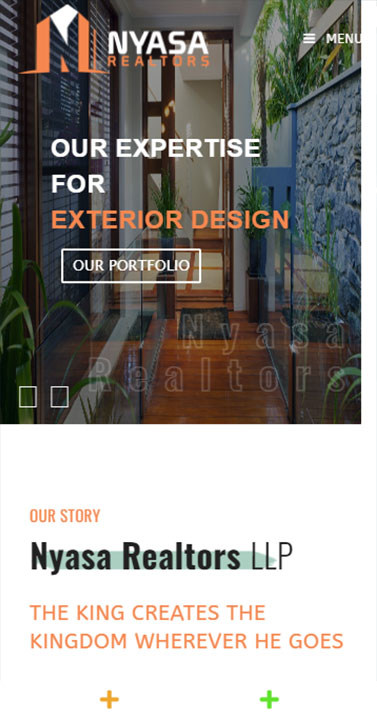 NYASA
REALTORS
MENU
OUR EXPERTISE
FOR
EXTERIOR DESIGN
OUR PORTFOLIO
Nyasa
Realtors
OUR STORY
Nyasa Realtors LLP
THE KING CREATES THE
KINGDOM WHEREVER HE GOES